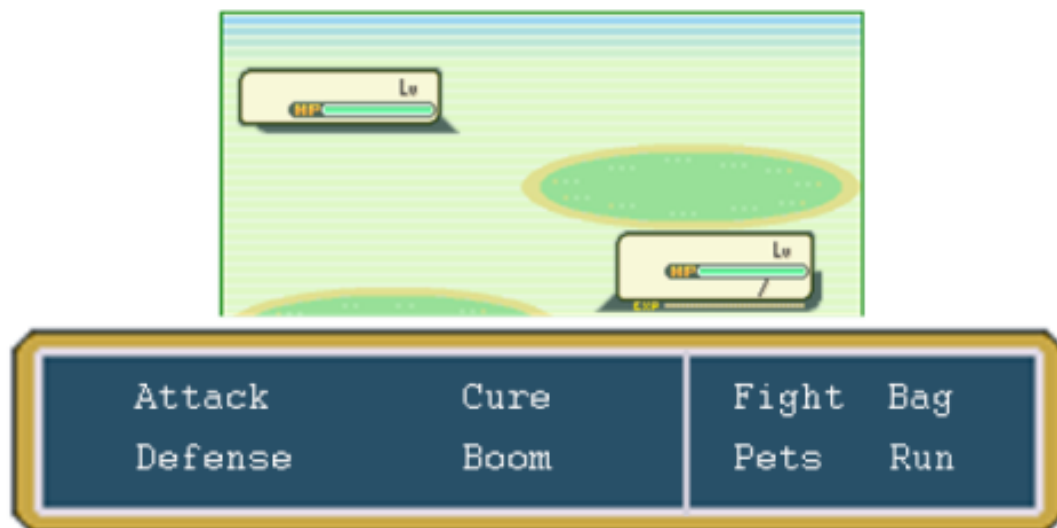 Lv
HP
Lv
HP
/
EXP
Attack Cure Fight Bag
Defense Boom Pets Run